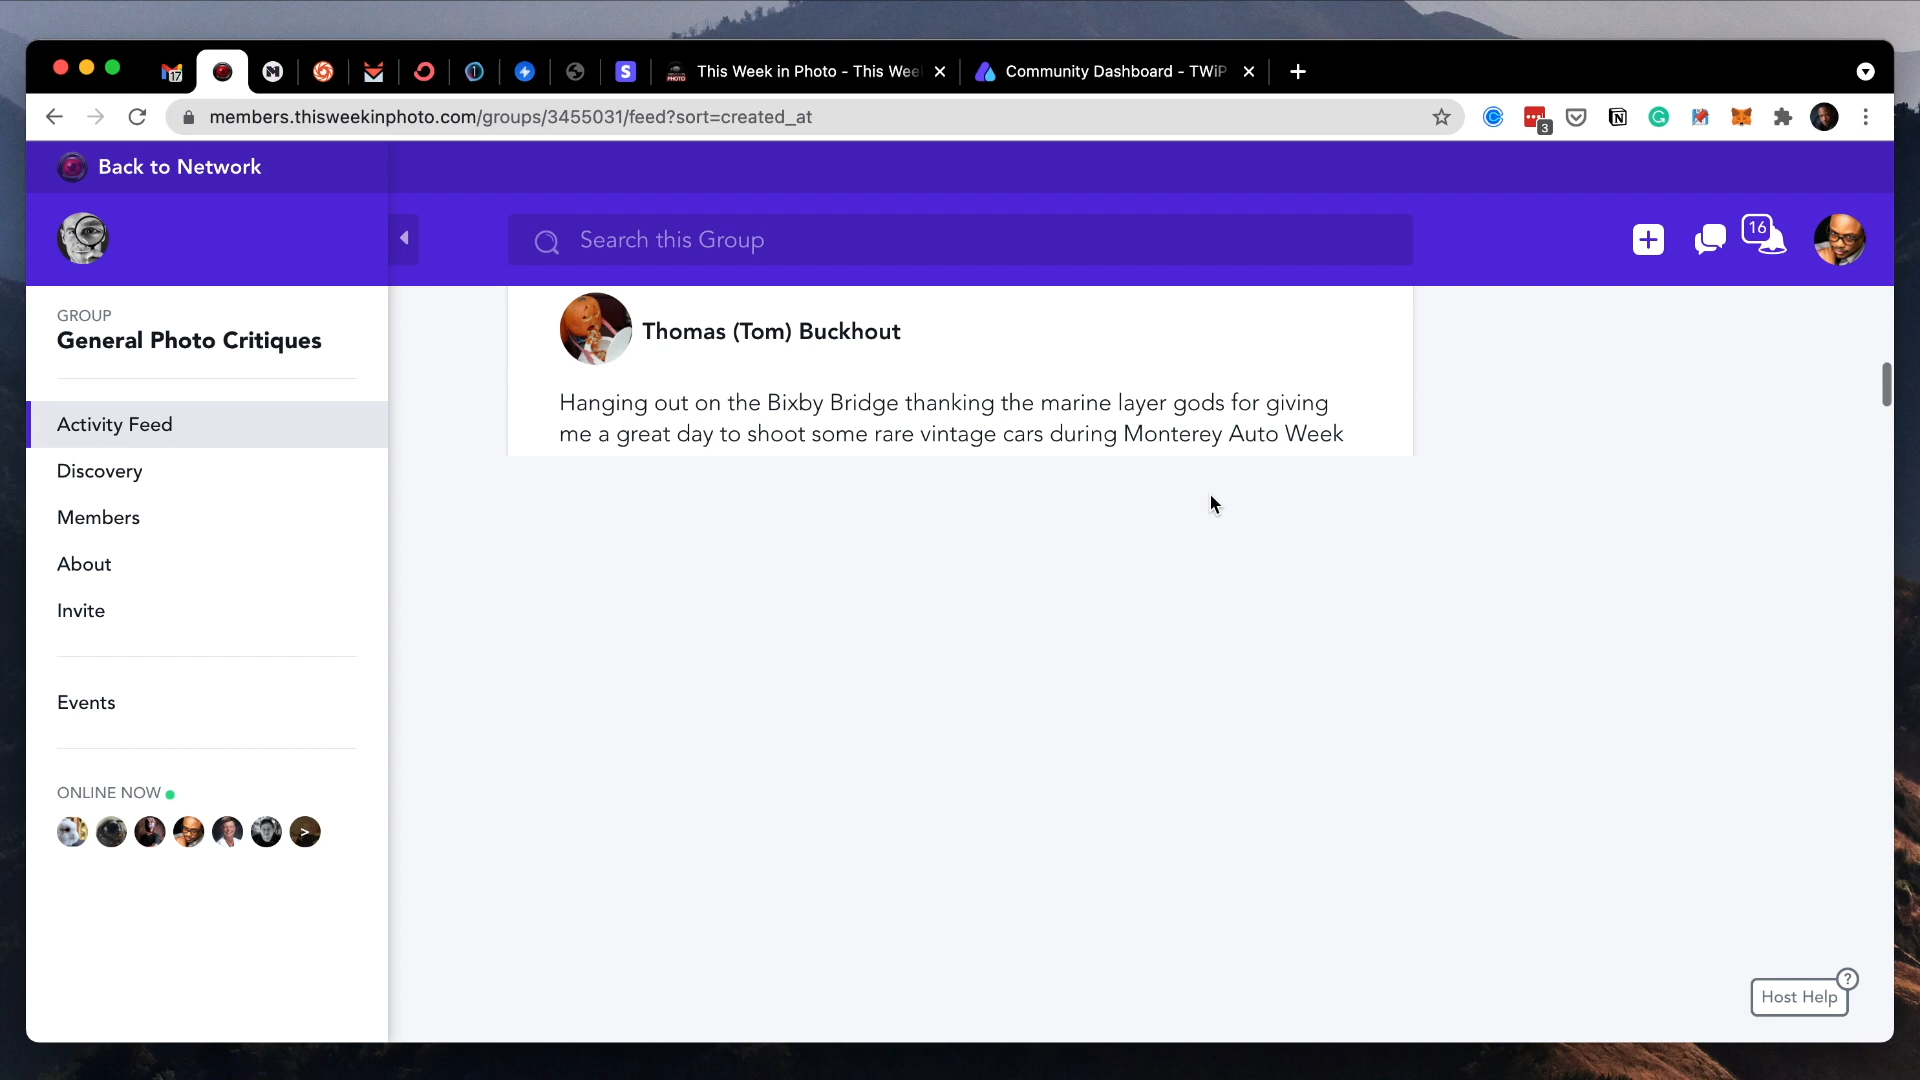 17
This Week in Photo - This Wee
Community Dashboard - TWiP
members.thisweekinphoto.com/groups/3455031/feed?sort=created_at
3
Back to Network
Search this Group
16
GROUP
General Photo Critiques
Thomas (Tom) Buckhout
Hanging out on the Bixby Bridge thanking the marine layer gods for giving
me a great day to shoot some rare vintage cars during Monterey Auto Week
Activity Feed
Discovery
Members
About
Invite
Events
ONLINE NOW
>
?
Host Help